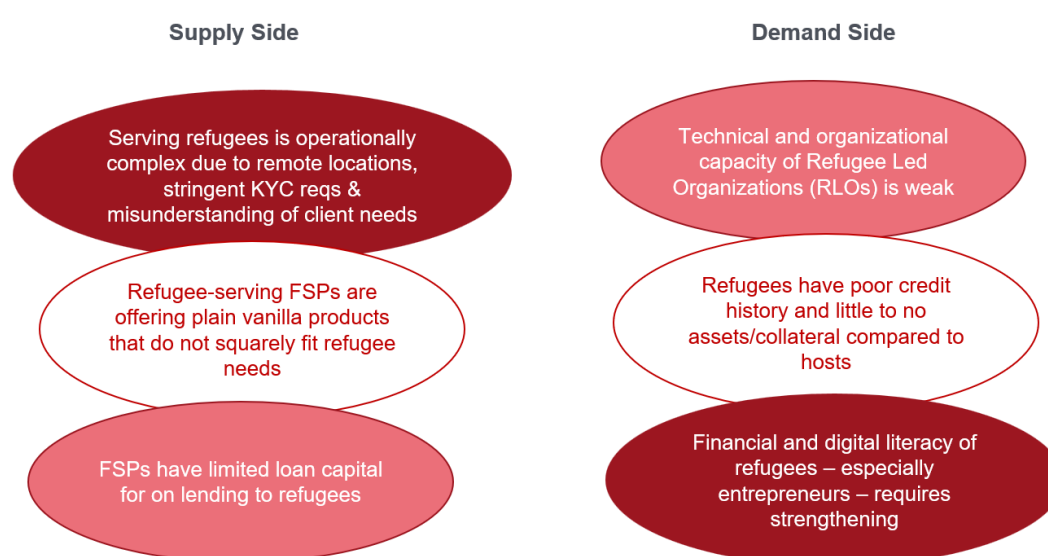 Supply Side
Serving refugees is operationally
complex due to remote locations,
stringent KYC reqs &
misunderstanding of client needs
Refugee-serving FSPs are
offering plain vanilla products
that do not squarely fit refugee
needs
FSPs have limited loan capital
for on lending to refugees
Demand Side
Technical and organizational
capacity of Refugee Led
Organizations (RLOs) is weak
Refugees have poor credit
history and little to no
assets/collateral compared to
hosts
Financial and digital literacy of
refugees – especially
entrepreneurs – requires
strengthening